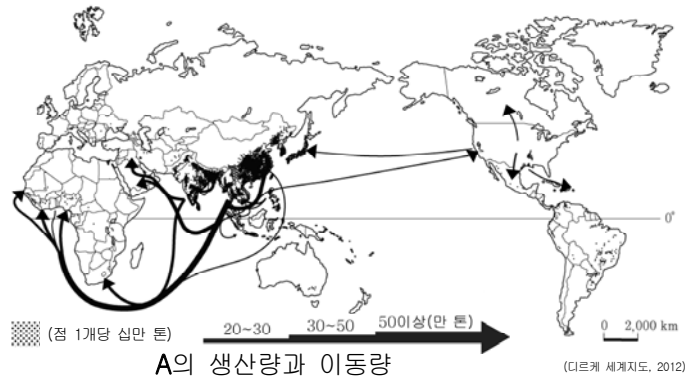 0°
0 2,000 km
(점 1개당 십만 톤)
20~30 30~50 50이상(만 톤)
A의 생산량과 이동량
(디르케 세계지도, 2012)